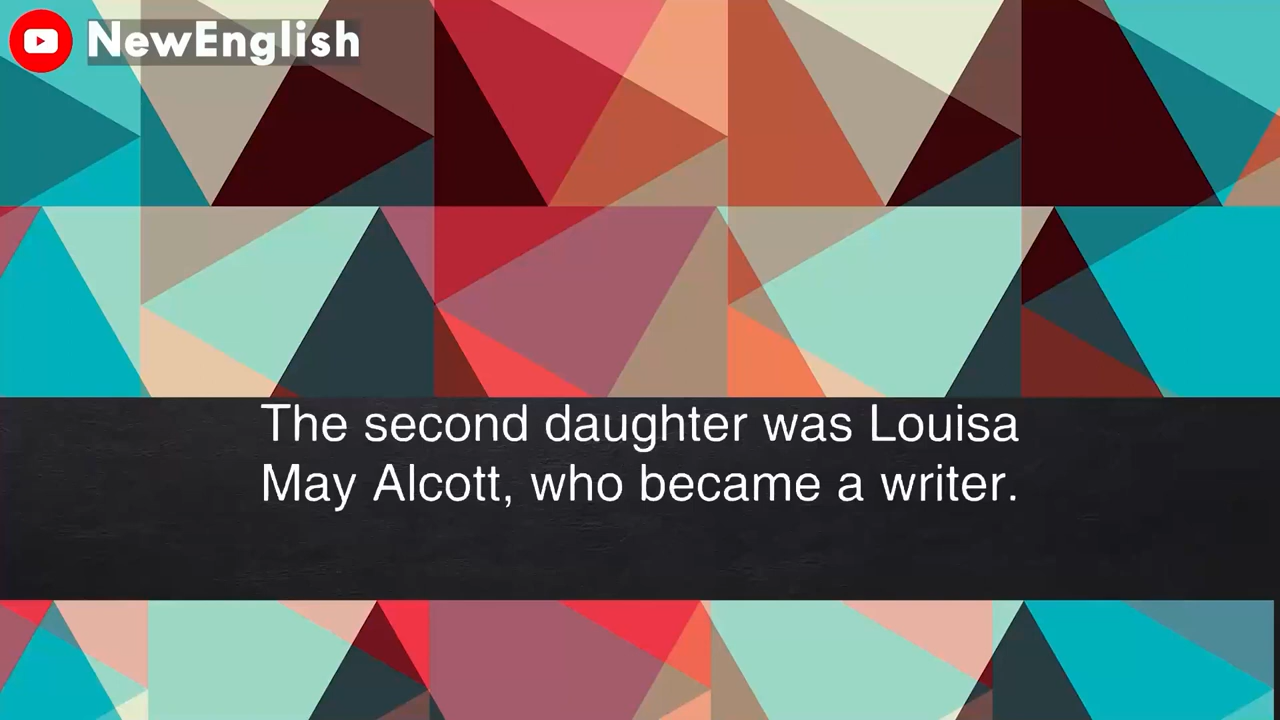 NewEnglish
The second daughter was Louisa
May Alcott, who became a writer.